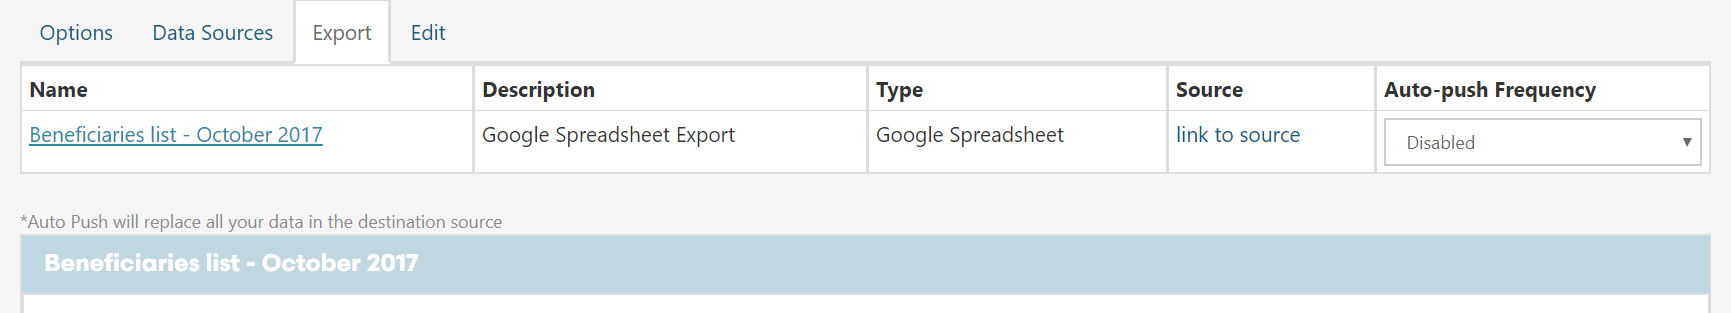 Options Data Sources Export Edit
Name Description Type Source Auto-push Frequency
Beneficiaries list - October 2017 Google Spreadsheet Export Google Spreadsheet link to source Disabled
*Auto Push will replace all your data in the destination source
Beneficiaries list - October 2017